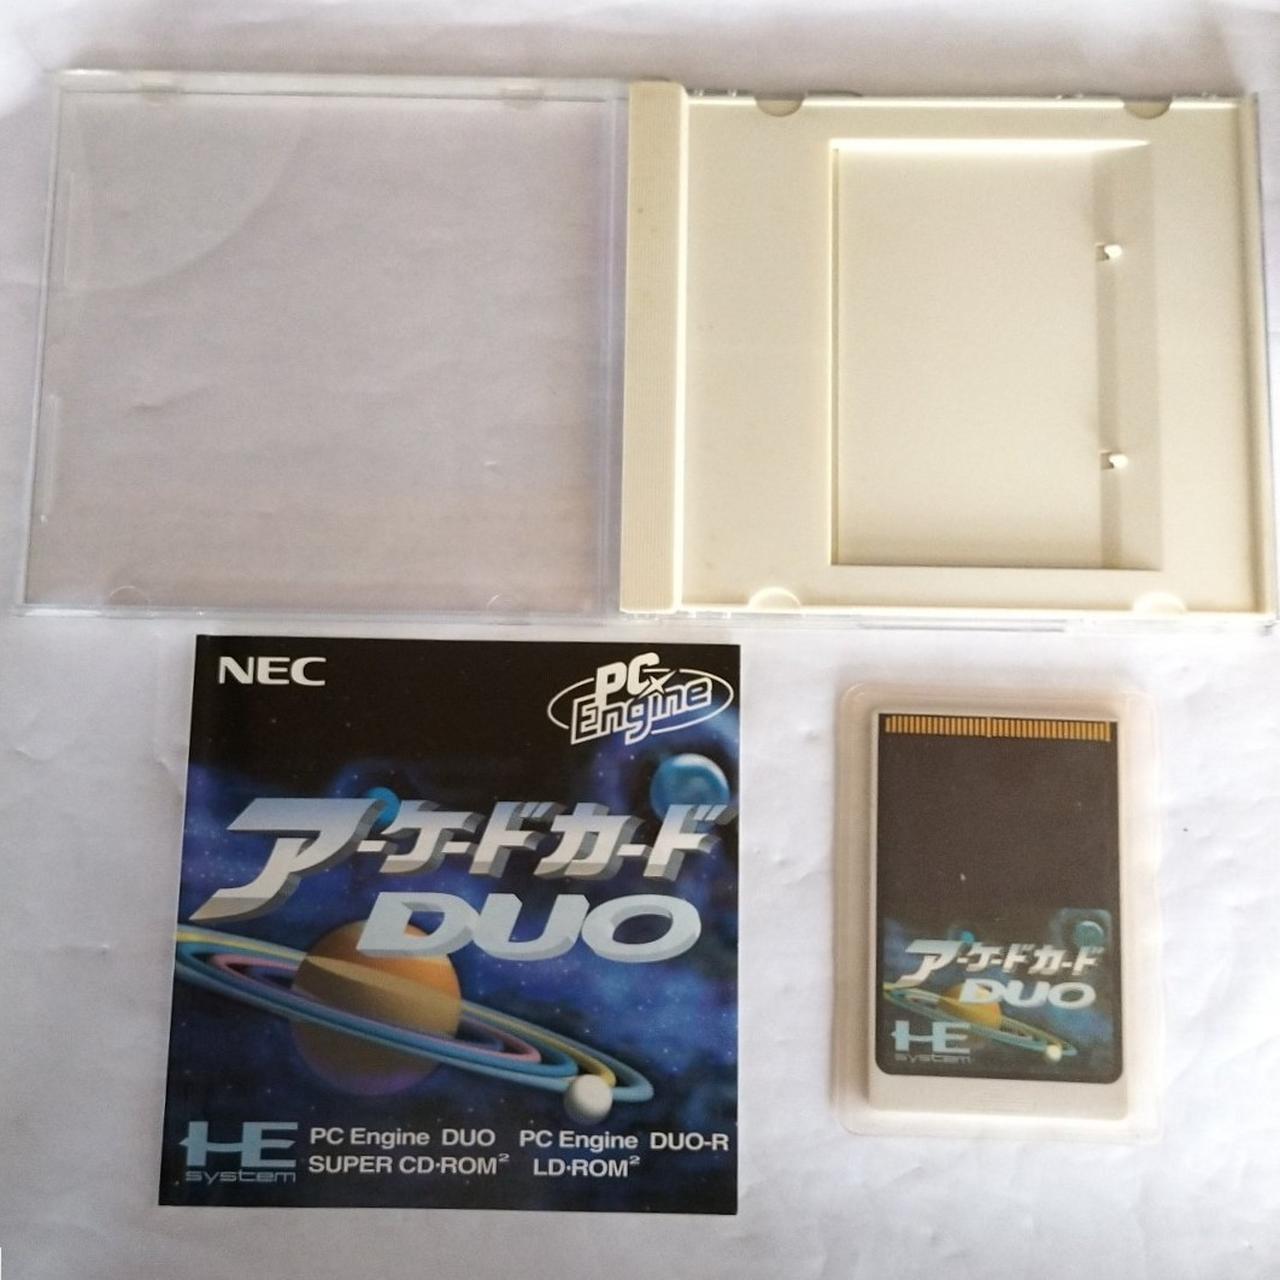 NEC
PC
Engine
アーケードカード
DUO
HE
system
PC Engine DUO PC Engine DUO-R
SUPER CD·ROM² LD·ROM²
アーケードカード
DUO
HE
system